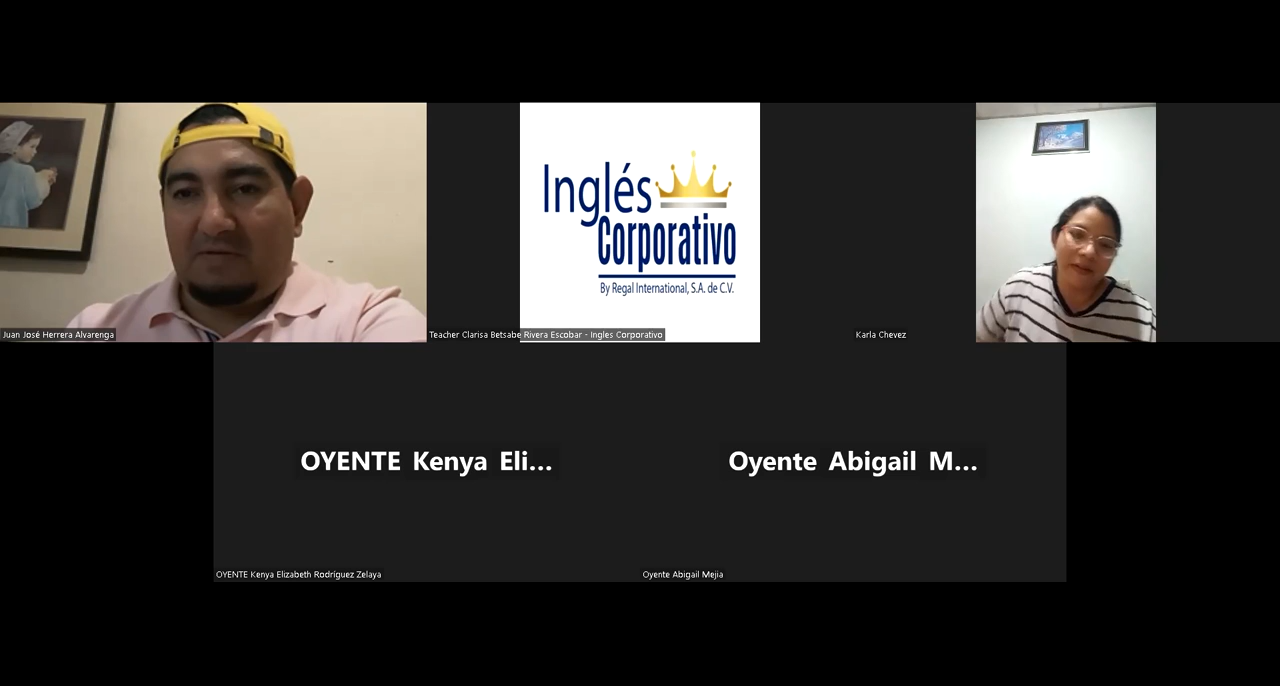 Inglés
Corporativo
By Regal International, S.A. de C.V.
Juan José Herrera Alvarenga
Teacher Clarisa Betsabe Rivera Escobar - Ingles Corporativo
Karla Chevez
OYENTE Kenya Eli...
Oyente Abigail M...
OYENTE Kenya Elizabeth Rodríguez Zelaya
Oyente Abigail Mejia